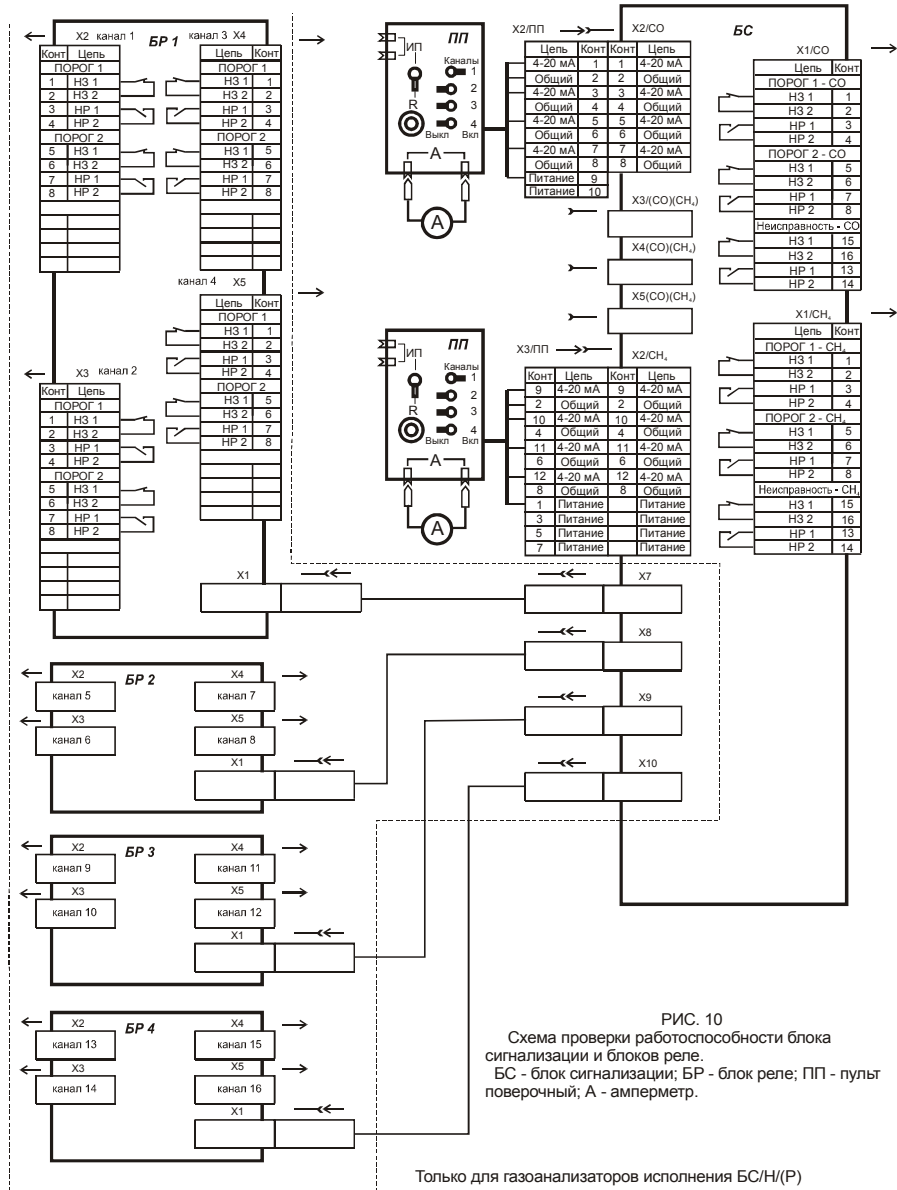 X2 канал 1 БР 1 канал 3 X4
Конт Цепь
ПОРОГ 1
1 НЗ 1
2 НЗ 2
3 НР 1
4 НР 2
ПОРОГ 2
5 НЗ 1
6 НЗ 2
7 НР 1
8 НР 2
Цепь Конт
ПОРОГ 1
НЗ 1 1
НЗ 2 2
НР 1 3
НР 2 4
ПОРОГ 2
НЗ 1 5
НЗ 2 6
НР 1 7
НР 2 8
канал 4 X5
Цепь Конт
ПОРОГ 1
НЗ 1 1
НЗ 2 2
НР 1 3
НР 2 4
ПОРОГ 2
НЗ 1 5
НЗ 2 6
НР 1 7
НР 2 8
X3 канал 2
Конт Цепь
ПОРОГ 1
1 НЗ 1
2 НЗ 2
3 НР 1
4 НР 2
ПОРОГ 2
5 НЗ 1
6 НЗ 2
7 НР 1
8 НР 2
X1
ПП
ИП
Каналы
1
2
3
4
R
Выкл Вкл
А
A
X2/ПП X2/СО
Цепь Конт Конт Цепь
4-20 мА 1 1 4-20 мА
Общий 2 2 Общий
4-20 мА 3 3 4-20 мА
Общий 4 4 Общий
4-20 мА 5 5 4-20 мА
Общий 6 6 Общий
4-20 мА 7 7 4-20 мА
Общий 8 8 Общий
Питание 9
Питание 10
X3/(СО)(СН₄)
X4(СО)(СН₄)
X5(СО)(СН₄)
ПП
ИП
Каналы
1
2
3
4
R
Выкл Вкл
А
A
X3/ПП X2/СН₄
Конт Цепь Конт Цепь
9 4-20 мА 9 4-20 мА
2 Общий 2 Общий
10 4-20 мА 10 4-20 мА
4 Общий 4 Общий
11 4-20 мА 11 4-20 мА
6 Общий 6 Общий
12 4-20 мА 12 4-20 мА
8 Общий 8 Общий
1 Питание Питание
3 Питание Питание
5 Питание Питание
7 Питание Питание
БС
X1/СО
Цепь Конт
ПОРОГ 1 - СО
НЗ 1 1
НЗ 2 2
НР 1 3
НР 2 4
ПОРОГ 2 - СО
НЗ 1 5
НЗ 2 6
НР 1 7
НР 2 8
Неисправность - СО
НЗ 1 15
НЗ 2 16
НР 1 13
НР 2 14
X1/СН₄
Цепь Конт
ПОРОГ 1 - СН₄
НЗ 1 1
НЗ 2 2
НР 1 3
НР 2 4
ПОРОГ 2 - СН₄
НЗ 1 5
НЗ 2 6
НР 1 7
НР 2 8
Неисправность - СН₄
НЗ 1 15
НЗ 2 16
НР 1 13
НР 2 14
X7
X8
X9
X10
X2 БР 2 X4
канал 5 канал 7
X3 X5
канал 6 канал 8
X1
X2 БР 3 X4
канал 9 канал 11
X3 X5
канал 10 канал 12
X1
X2 БР 4 X4
канал 13 канал 15
X3 X5
канал 14 канал 16
X1
РИС. 10
Схема проверки работоспособности блока
сигнализации и блоков реле.
БС - блок сигнализации; БР - блок реле; ПП - пульт
поверочный; А - амперметр.
Только для газоанализаторов исполнения БС/Н/(Р)